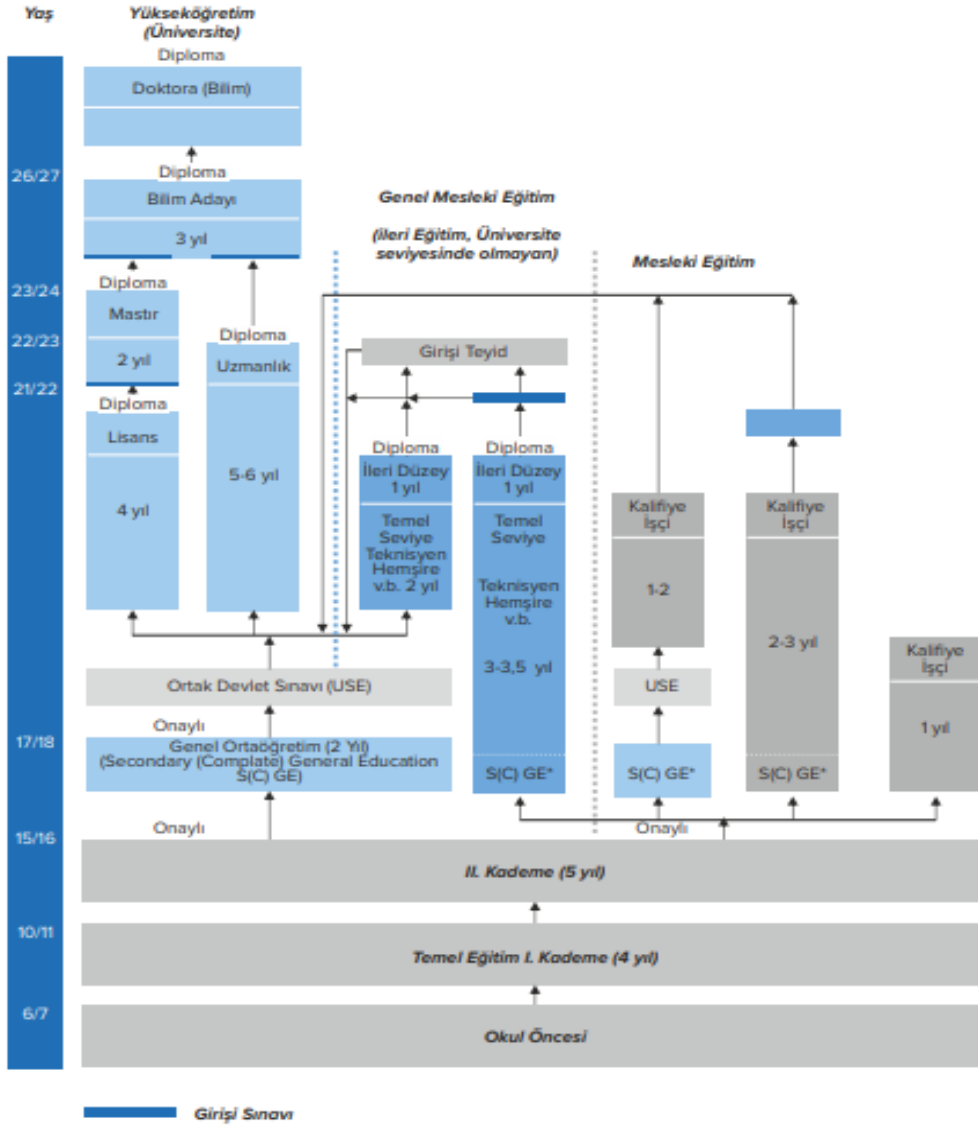 Yaş
Yükseköğretim
(Üniversite)
Diploma
Doktora (Bilim)
26/27
Diploma
Bilim Adayı
3 yıl
Genel Mesleki Eğitim
(ileri Eğitim, Üniversite
seviyesinde olmayan)
Mesleki Eğitim
23/24
Diploma
Mastır
2 yıl
22/23
Diploma
Uzmanlık
5-6 yıl
Girişi Teyid
21/22
Diploma
Lisans
4 yıl
Diploma
İleri Düzey
1 yıl
Temel
Seviye
Teknisyen
Hemşire
v.b. 2 yıl
Diploma
İleri Düzey
1 yıl
Temel
Seviye
Teknisyen
Hemşire
v.b.
3-3,5 yıl
S(C) GE*
Kalifiye
İşçi
1-2
USE
S(C) GE*
Kalifiye
İşçi
2-3 yıl
S(C) GE*
Kalifiye
İşçi
1 yıl
Ortak Devlet Sınavı (USE)
17/18
Onaylı
Genel Ortaöğretim (2 Yıl)
(Secondary (Complate) General Education
S(C) GE)
15/16
Onaylı
Onaylı
II. Kademe (5 yıl)
10/11
Temel Eğitim I. Kademe (4 yıl)
6/7
Okul Öncesi
Girişi Sınavı